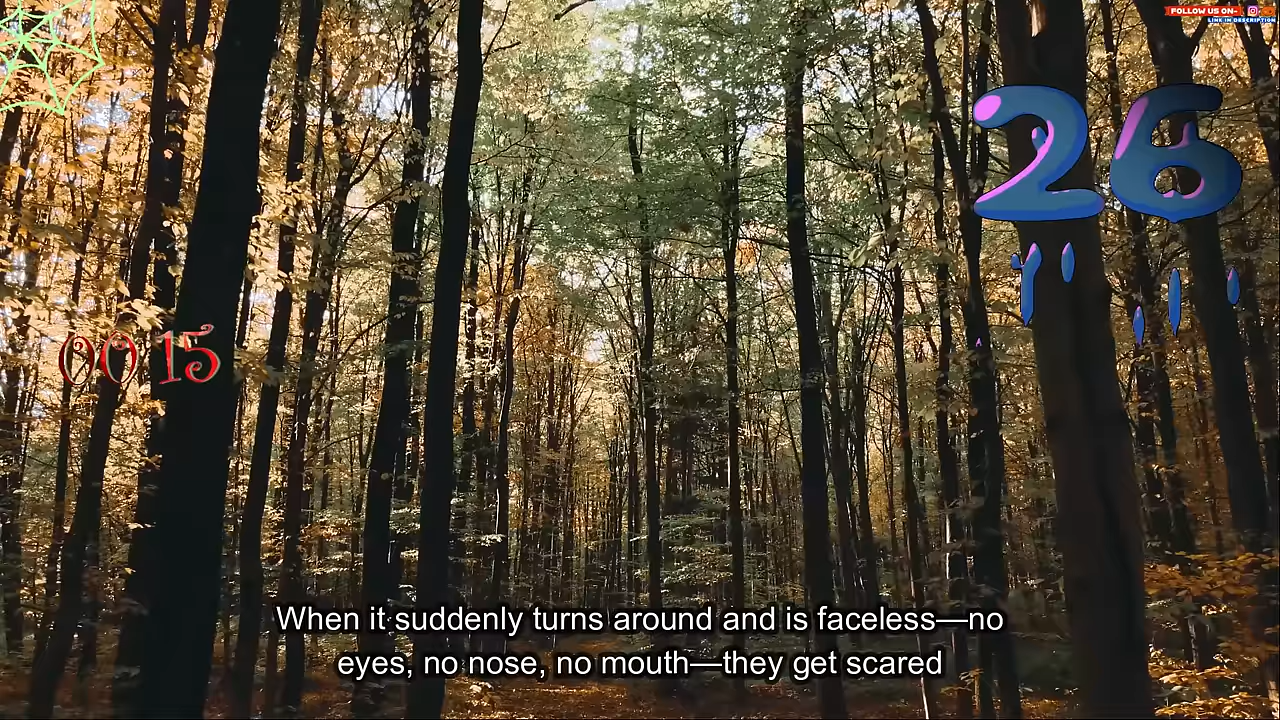 FOLLOW US ON-
LINK IN DESCRIPTION
26
00 15
When it suddenly turns around and is faceless—no
eyes, no nose, no mouth—they get scared